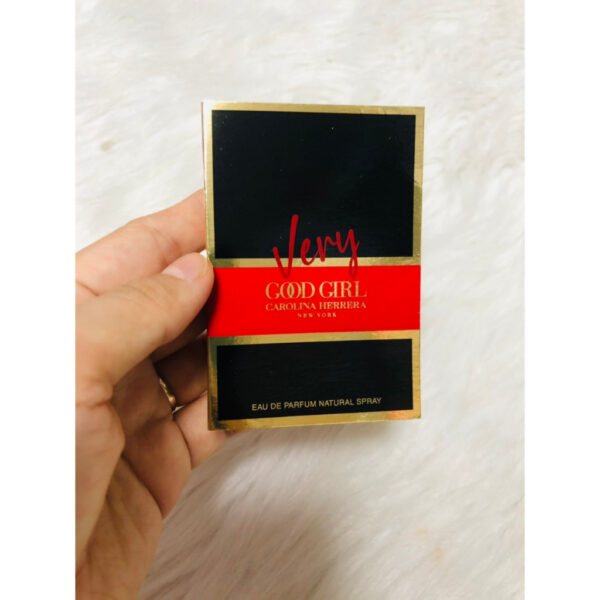 Very
GOOD GIRL
CAROLINA HERRERA
NEW YORK
EAU DE PARFUM NATURAL SPRAY